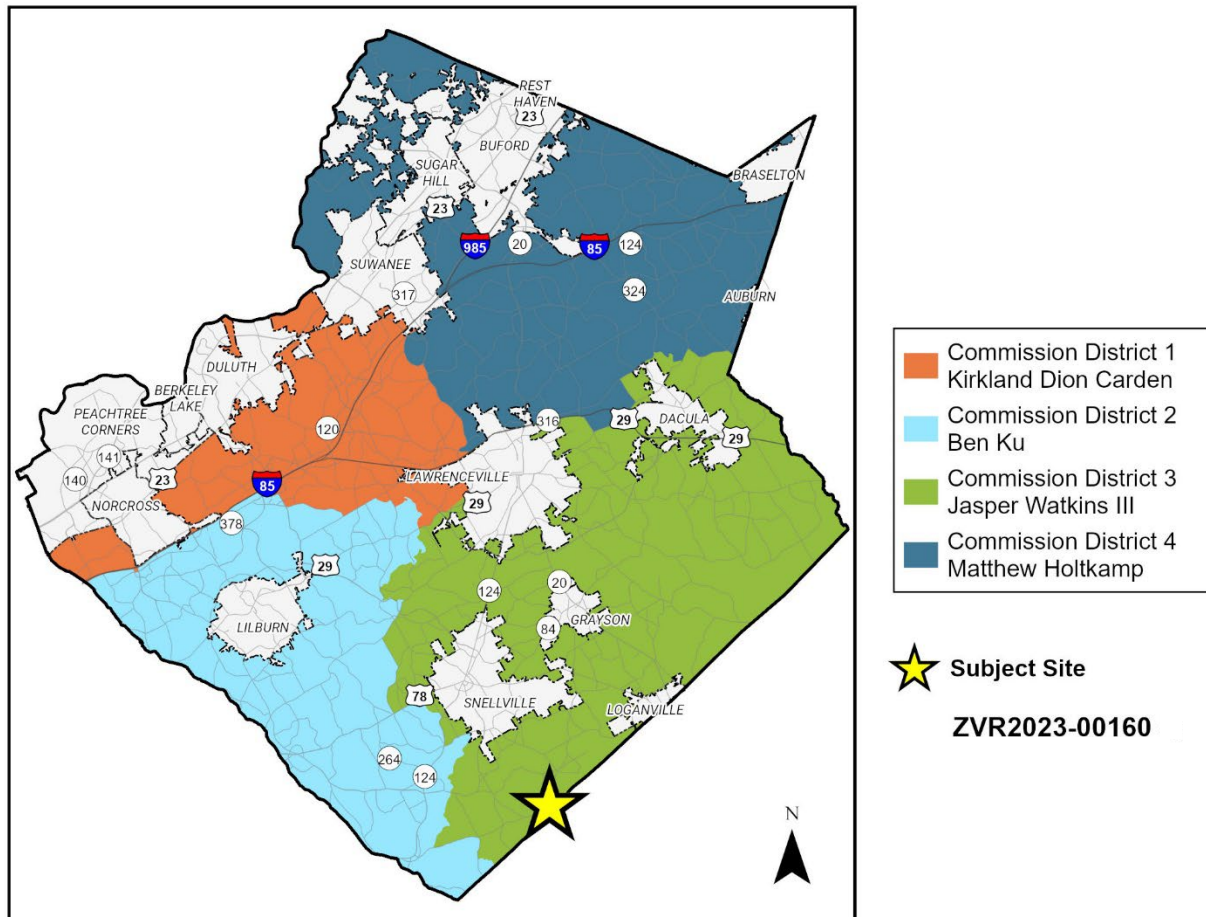 REST
HAVEN
23
BUFORD
BRASELTON
SUGAR
HILL
23
985
20
85
124
SUWANEE
317
324
AUBURN
DULUTH
BERKELEY
LAKE
PEACHTREE
CORNERS
120
316
29
DACULA
29
141
140
23
85
LAWRENCEVILLE
29
NORCROSS
378
29
124
20
GRAYSON
84
LILBURN
78
SNELLVILLE
LOGANVILLE
264
124
N
Commission District 1
Kirkland Dion Carden
Commission District 2
Ben Ku
Commission District 3
Jasper Watkins III
Commission District 4
Matthew Holtkamp
Subject Site
ZVR2023-00160